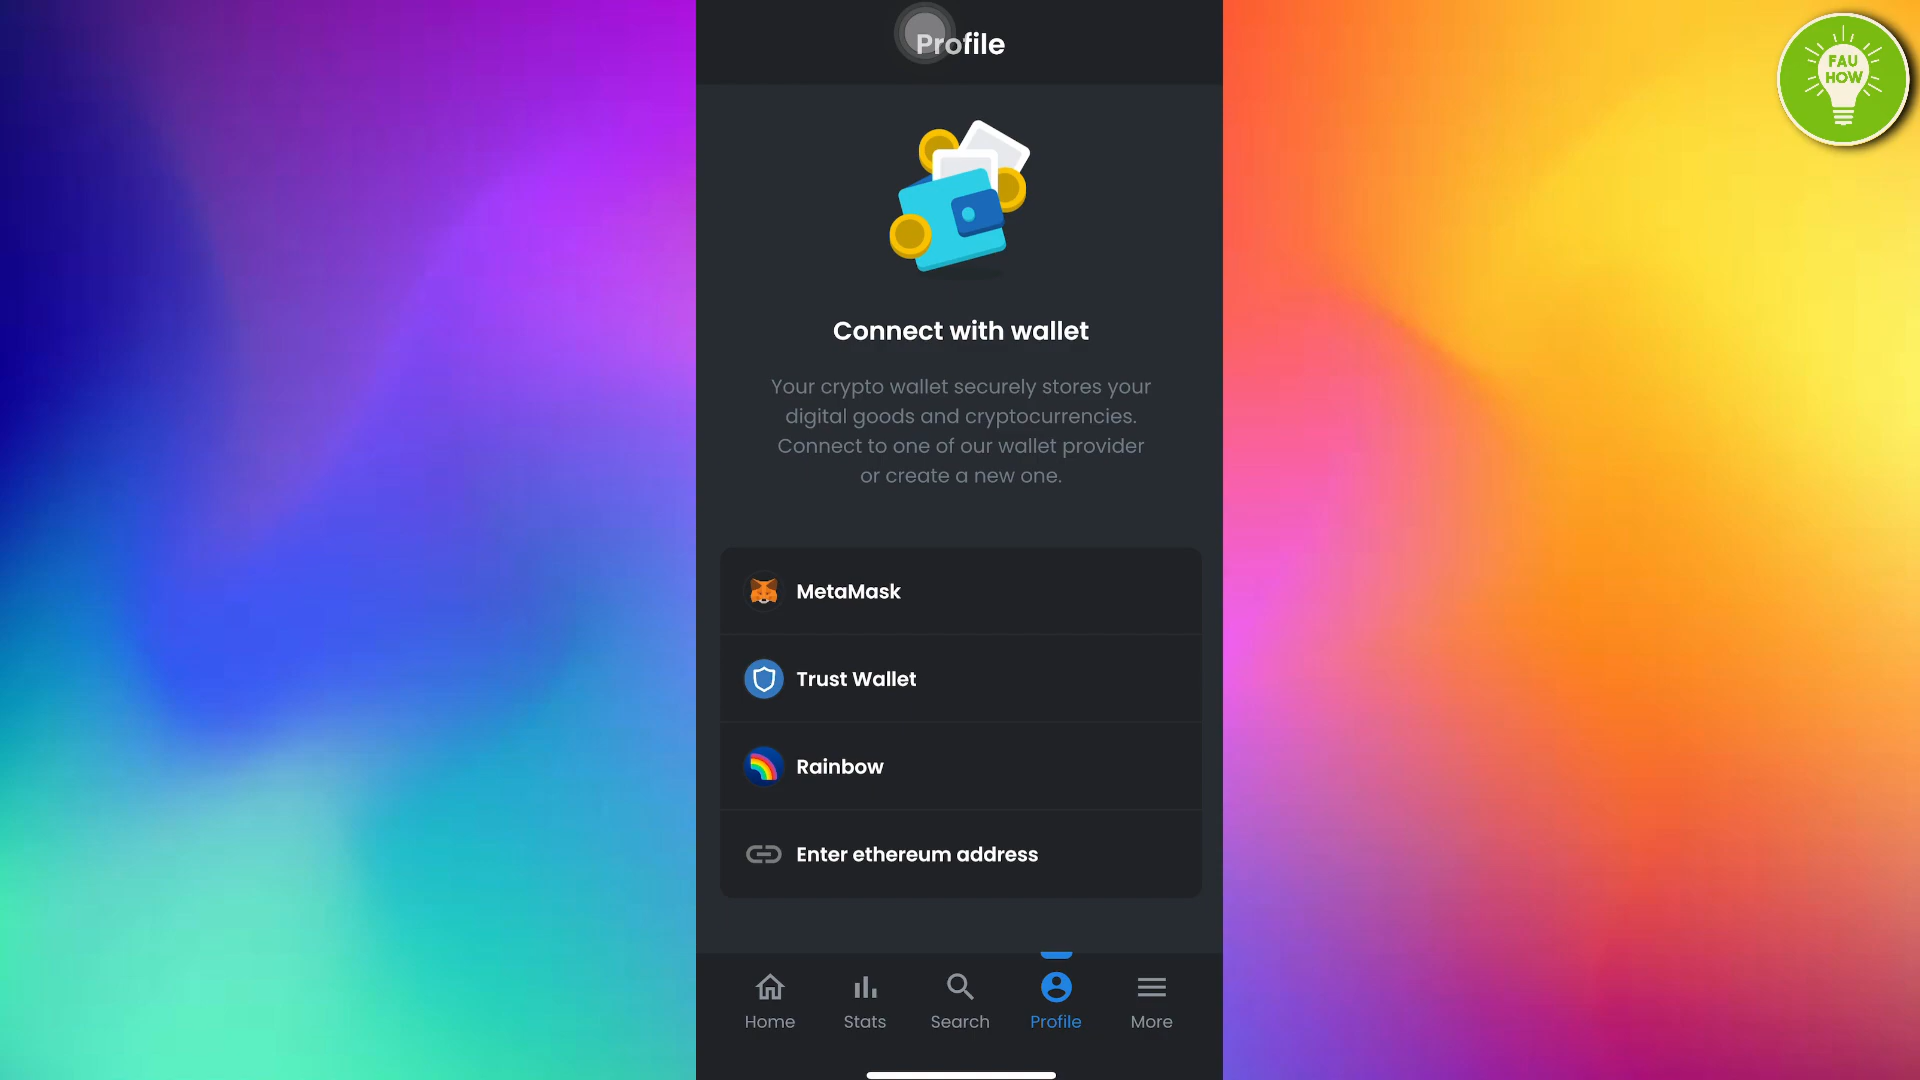 Profile
FAU
HOW
Connect with wallet
Your crypto wallet securely stores your
digital goods and cryptocurrencies.
Connect to one of our wallet provider
or create a new one.
MetaMask
Trust Wallet
Rainbow
Enter ethereum address
Home Stats Search Profile More